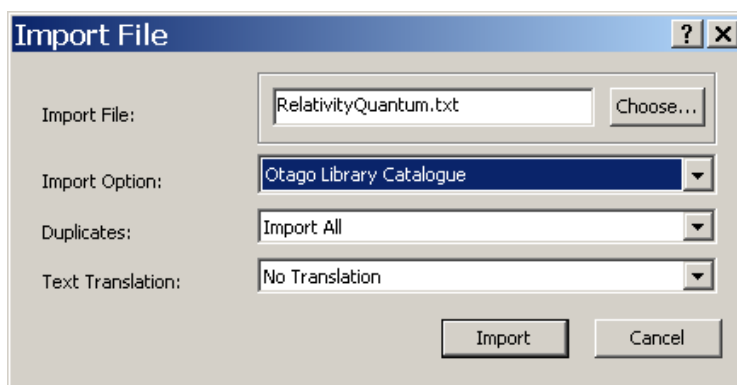 Import File
?
Import File:
RelativityQuantum.txt
Choose...
Import Option:
Otago Library Catalogue
Duplicates:
Import All
Text Translation:
No Translation
Import
Cancel